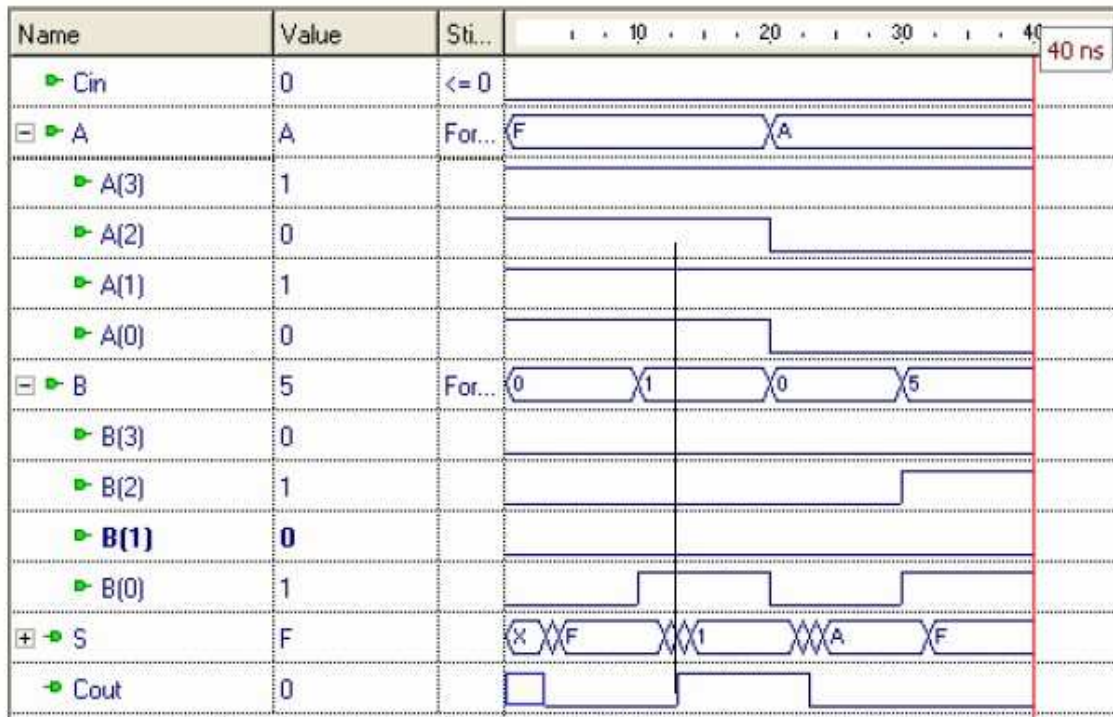 Name Value Sti... 10 20 30 40
40 ns
Cin 0 <= 0
A A For... F A
A(3) 1
A(2) 0
A(1) 1
A(0) 0
B 5 For... 0 1 0 5
B(3) 0
B(2) 1
B(1) 0
B(0) 1
S F X F 1 A F
Cout 0